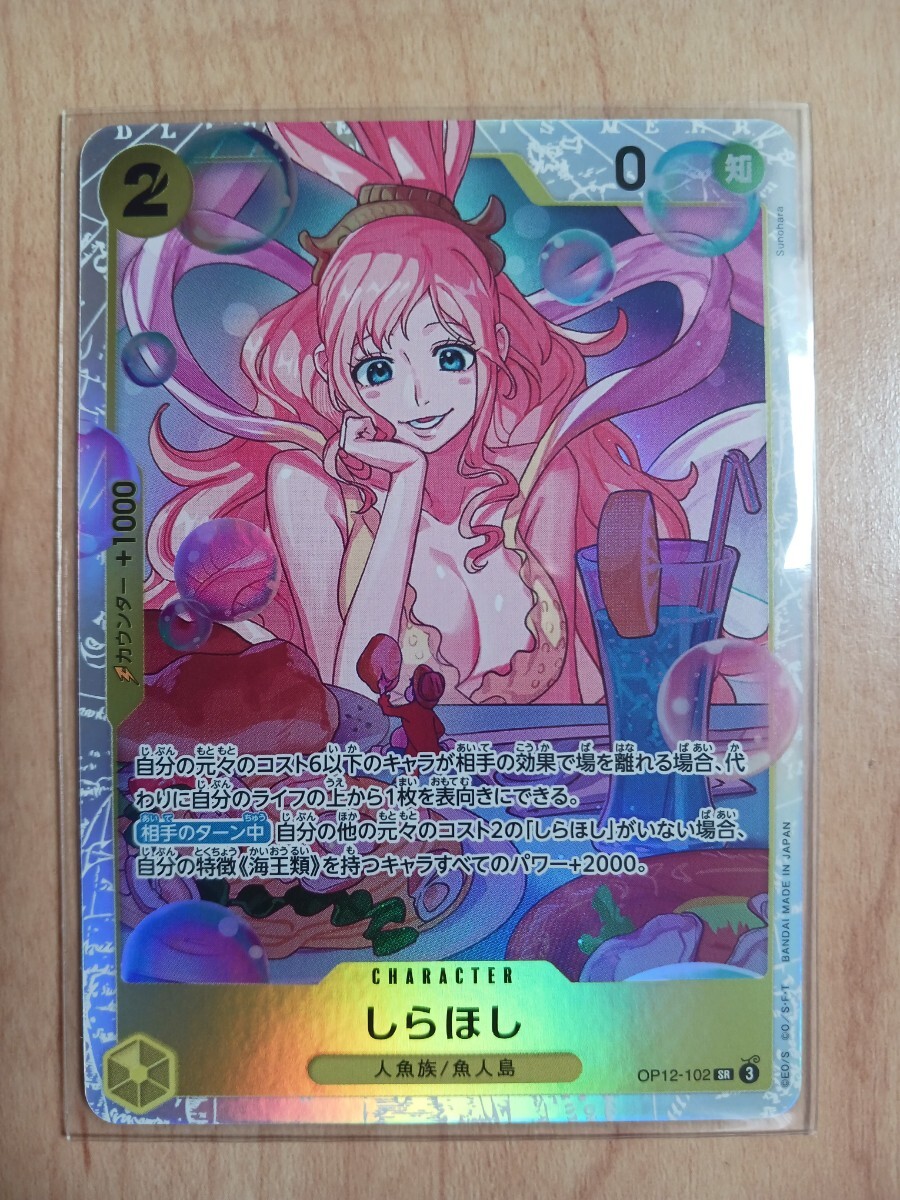 2
0
知
Sunohara
カウンター +1000
自分の元々のコスト6以下のキャラが相手の効果で場を離れる場合、代
わりに自分のライフの上から1枚を表向きにできる。
相手のターン中 自分の他の元々のコスト2の「しらほし」がいない場合、
自分の特徴《海王類》を持つキャラすべてのパワー+2000。
CHARACTER
しらほし
人魚族/魚人島
OP12-102 SR 3
©EO/S ©O/S・F・T BANDAI MADE IN JAPAN